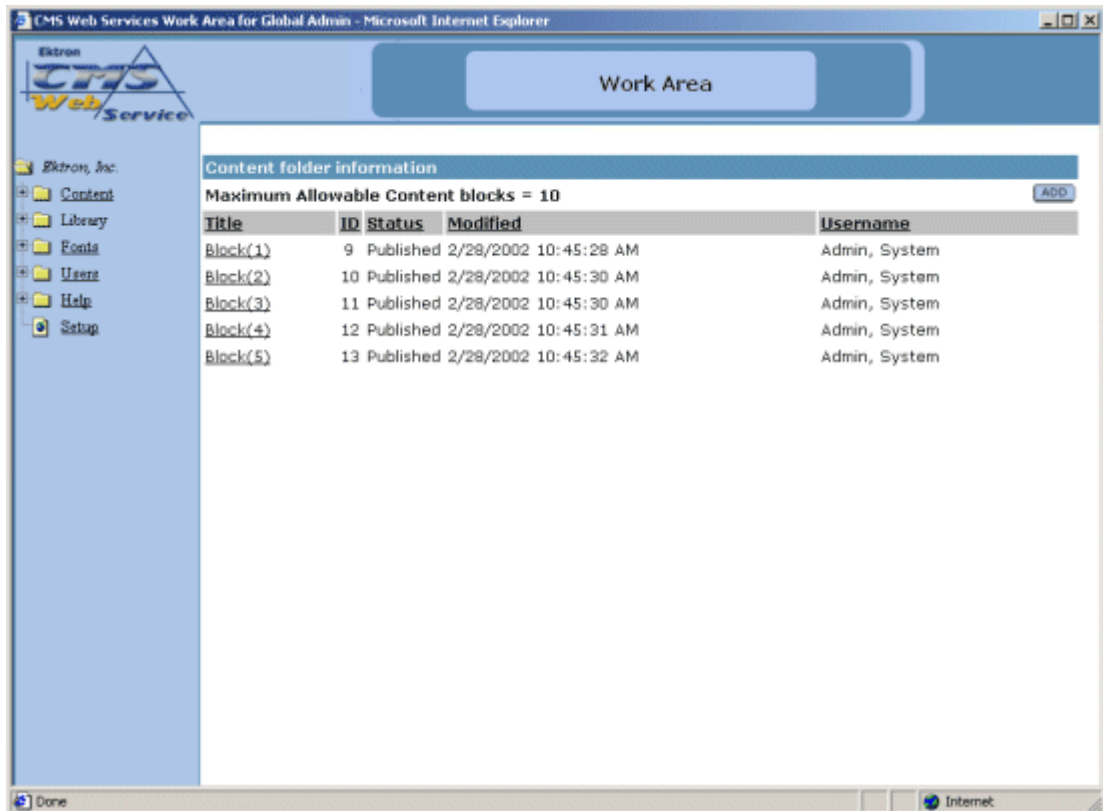 CMS Web Services Work Area for Global Admin - Microsoft Internet Explorer
Ektron
CMS
Web
Service
Work Area
Ektron, Inc.
Content
Library
Fonts
Users
Help
Setup
Content folder information
Maximum Allowable Content blocks = 10
ADD
Title ID Status Modified Username
Block(1) 9 Published 2/28/2002 10:45:28 AM Admin, System
Block(2) 10 Published 2/28/2002 10:45:30 AM Admin, System
Block(3) 11 Published 2/28/2002 10:45:30 AM Admin, System
Block(4) 12 Published 2/28/2002 10:45:31 AM Admin, System
Block(5) 13 Published 2/28/2002 10:45:32 AM Admin, System
Done
Internet